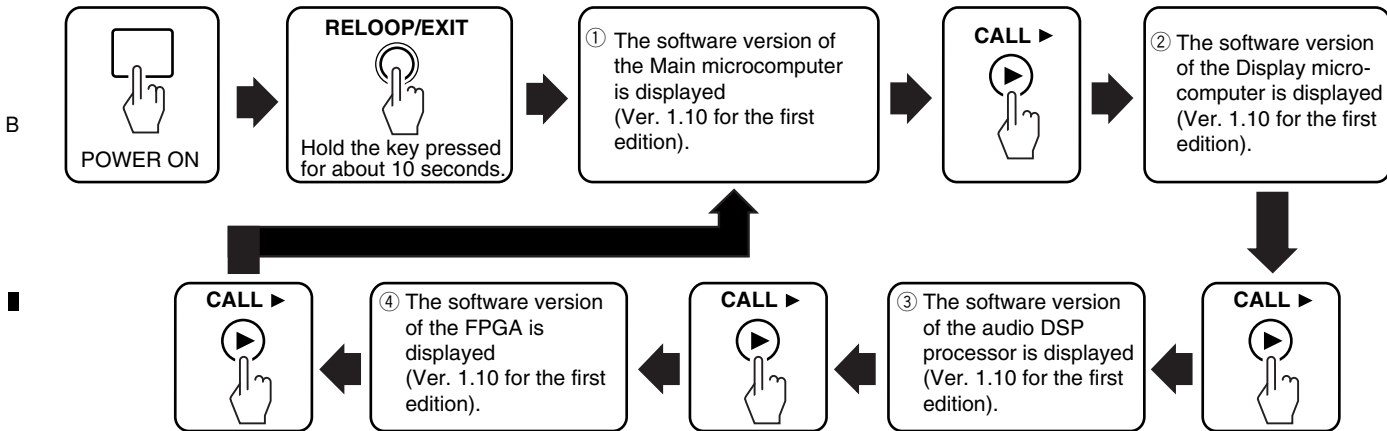 B
POWER ON
RELOOP/EXIT
Hold the key pressed
for about 10 seconds.
① The software version of
the Main microcomputer
is displayed
(Ver. 1.10 for the first
edition).
CALL ►
② The software version
of the Display micro-
computer is displayed
(Ver. 1.10 for the first
edition).
CALL ►
③ The software version
of the audio DSP
processor is displayed
(Ver. 1.10 for the first
edition).
CALL ►
④ The software version
of the FPGA is
displayed
(Ver. 1.10 for the first
edition).
CALL ►